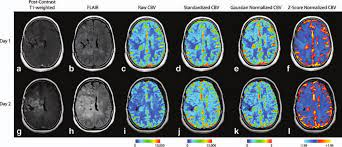 Post-Contrast
T1-weighted
FLAIR
Raw CBV
Standardized CBV
Gaussian Normalized CBV
Z-Score Normalized CBV
Day 1
a
b
c
d
e
f
Day 2
g
h
i
j
k
l
0